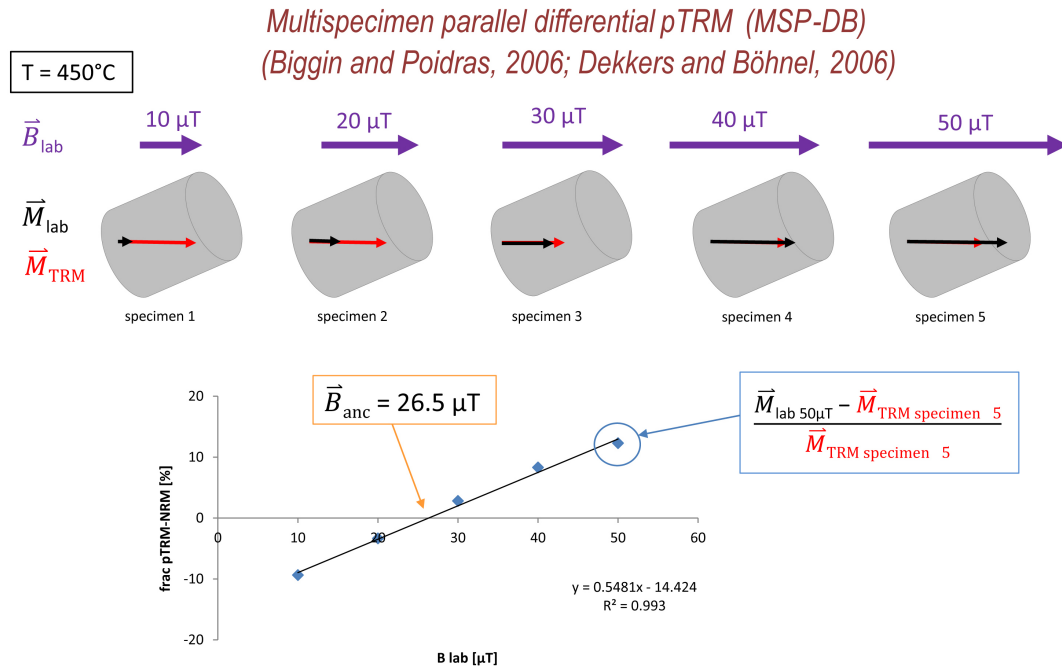 Multispecimen parallel differential pTRM (MSP-DB)
(Biggin and Poidras, 2006; Dekkers and Böhnel, 2006)
T = 450°C
B⃗ lab
10 µT
20 µT
30 µT
40 µT
50 µT
M⃗ lab
M⃗ TRM
specimen 1
specimen 2
specimen 3
specimen 4
specimen 5
B⃗ anc = 26.5 µT
M⃗ lab 50µT − M⃗ TRM specimen 5
M⃗ TRM specimen 5
frac pTRM-NRM [%]
20
10
0
-10
-20
0
10
20
30
40
50
60
y = 0.5481x - 14.424
R² = 0.993
B lab [µT]